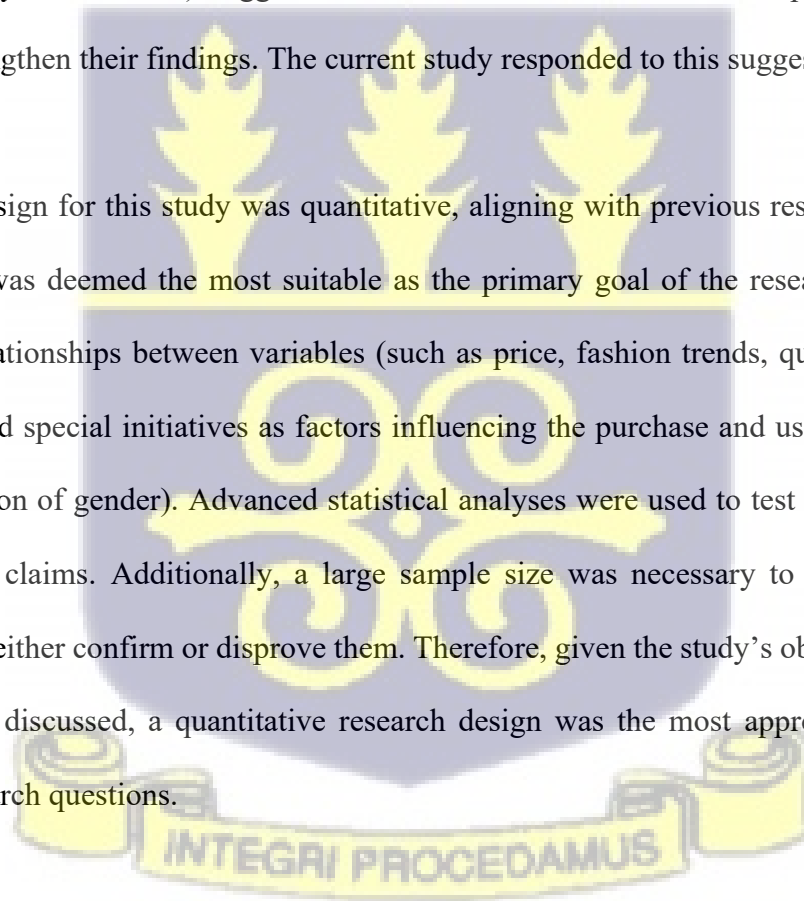 gthen their findings. The current study responded to this sugges
sign for this study was quantitative, aligning with previous res
was deemed the most suitable as the primary goal of the resea
ationships between variables (such as price, fashion trends, qu
d special initiatives as factors influencing the purchase and us
on of gender). Advanced statistical analyses were used to test
claims. Additionally, a large sample size was necessary to
either confirm or disprove them. Therefore, given the study’s ob
discussed, a quantitative research design was the most appro
rch questions.
INTEGRI PROCEDAMUS